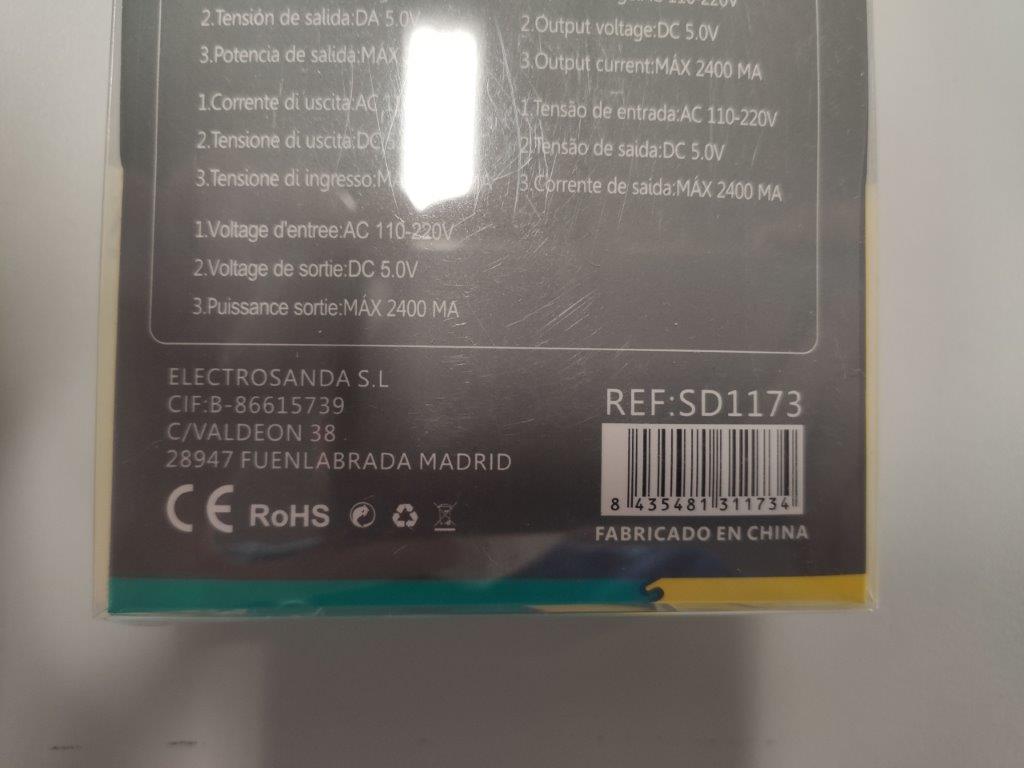 110-220V
2.Tensión de salida:DA 5.0V
2.Output voltage:DC 5.0V
3.Potencia de salida:MÁX
3.Output current:MÁX 2400 MA
1.Corrente di uscita:AC
1.Tensão de entrada:AC 110-220V
2.Tensione di uscita:DC
2.Tensão de saida:DC 5.0V
3.Tensione di ingresso:
3.Corrente de saida:MÁX 2400 MA
1.Voltage d'entree:AC 110-220V
2.Voltage de sortie:DC 5.0V
3.Puissance sortie:MÁX 2400 MA
ELECTROSANDA S.L
CIF:B-86615739
C/VALDEON 38
28947 FUENLABRADA MADRID
CE RoHS
REF:SD1173
8 435481 311734
FABRICADO EN CHINA